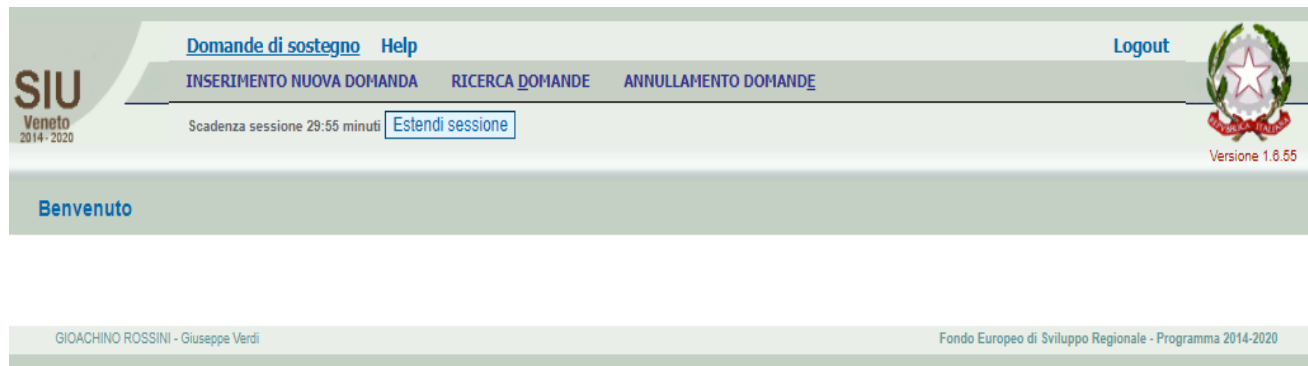 Domande di sostegno Help Logout
SIU
Veneto
2014-2020
INSERIMENTO NUOVA DOMANDA RICERCA DOMANDE ANNULLAMENTO DOMANDE
Scadenza sessione 29:55 minuti Estendi sessione
REPVBBLICA ITALIANA
Versione 1.6.55
Benvenuto
GIOACHINO ROSSINI - Giuseppe Verdi Fondo Europeo di Sviluppo Regionale - Programma 2014-2020